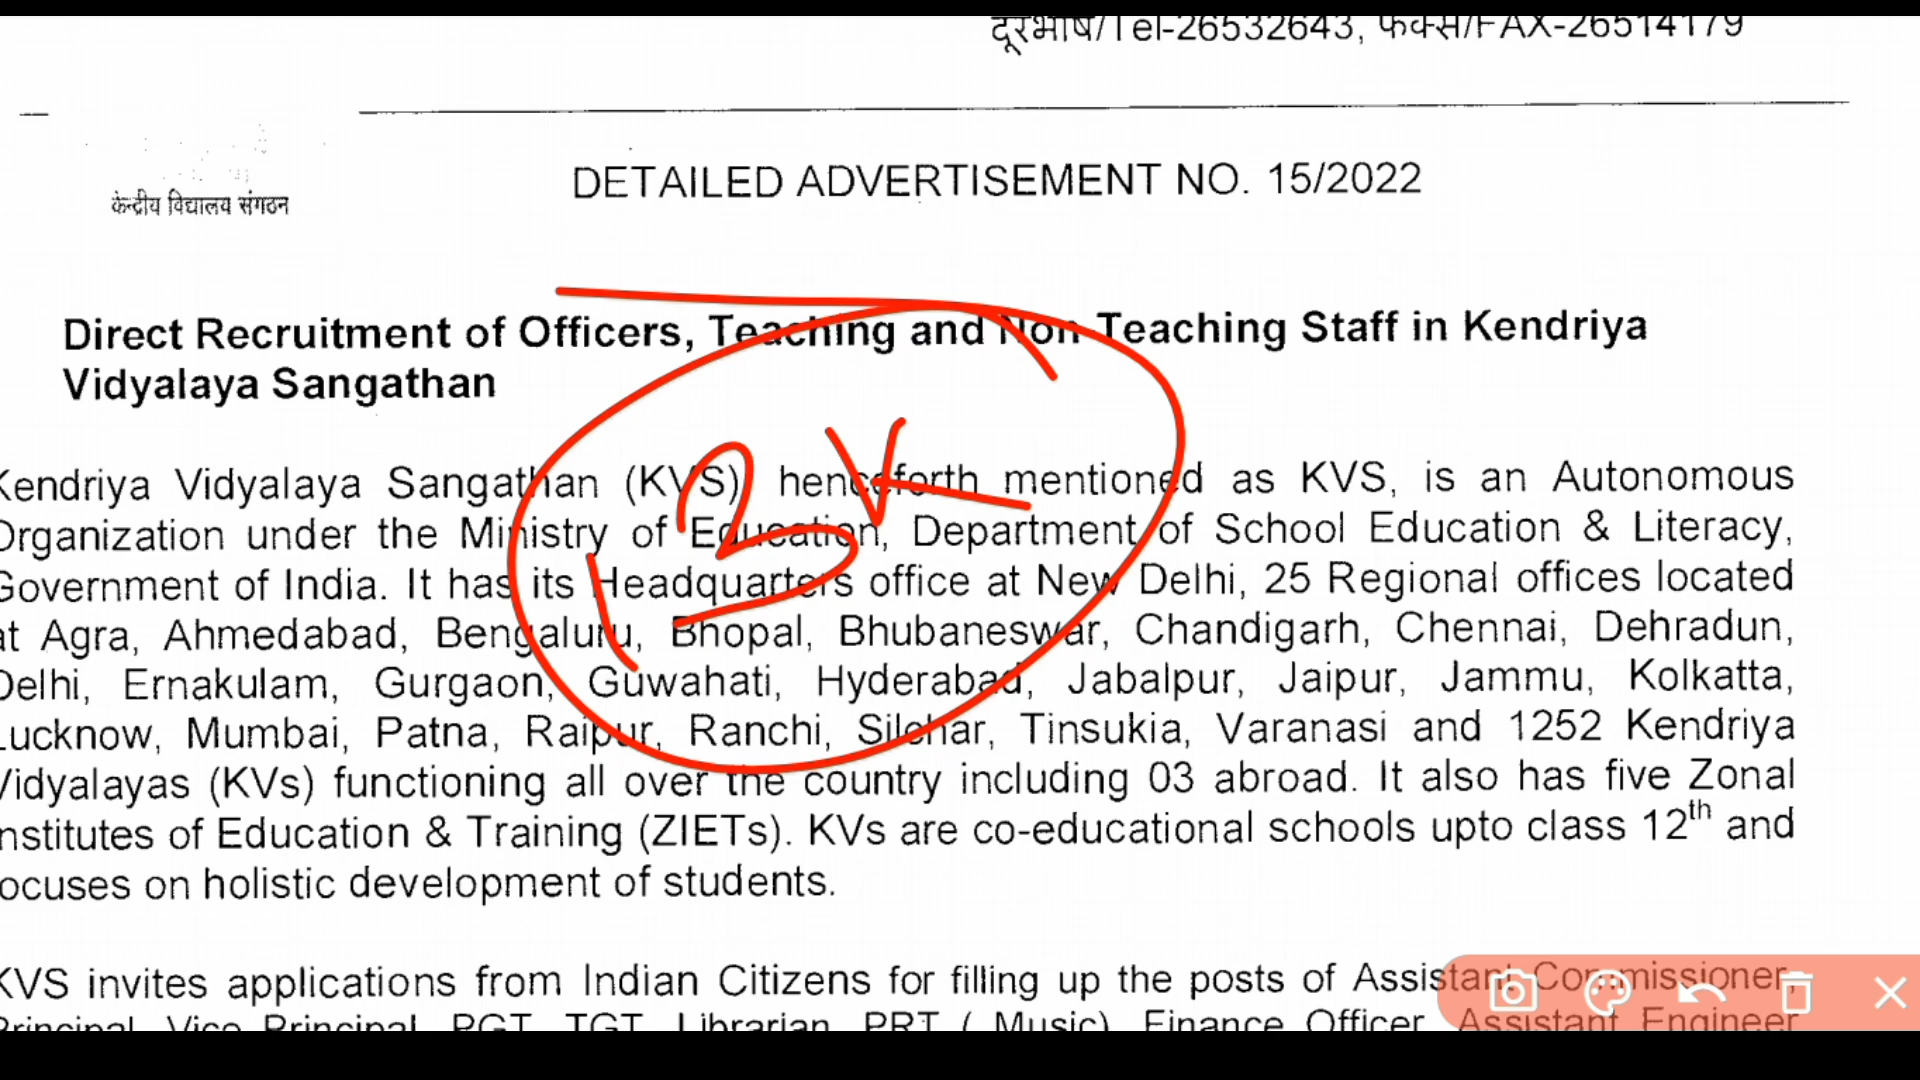 दूरभाष/Tel-26532643, फैक्स/FAX-26514179
केन्द्रीय विद्यालय संगठन
DETAILED ADVERTISEMENT NO. 15/2022
Direct Recruitment of Officers, Teaching and Non-Teaching Staff in Kendriya
Vidyalaya Sangathan
13K
Kendriya Vidyalaya Sangathan (KVS) henceforth mentioned as KVS, is an Autonomous
Organization under the Ministry of Education, Department of School Education & Literacy,
Government of India. It has its Headquarters office at New Delhi, 25 Regional offices located
at Agra, Ahmedabad, Bengaluru, Bhopal, Bhubaneswar, Chandigarh, Chennai, Dehradun,
Delhi, Ernakulam, Gurgaon, Guwahati, Hyderabad, Jabalpur, Jaipur, Jammu, Kolkatta,
Lucknow, Mumbai, Patna, Raipur, Ranchi, Silchar, Tinsukia, Varanasi and 1252 Kendriya
Vidyalayas (KVs) functioning all over the country including 03 abroad. It also has five Zonal
Institutes of Education & Training (ZIETs). KVs are co-educational schools upto class 12th and
focuses on holistic development of students.
KVS invites applications from Indian Citizens for filling up the posts of Assistant Commissioner,
Principal, Vice Principal, PGT, TGT, Librarian, PRT ( Music), Finance Officer, Assistant Engineer